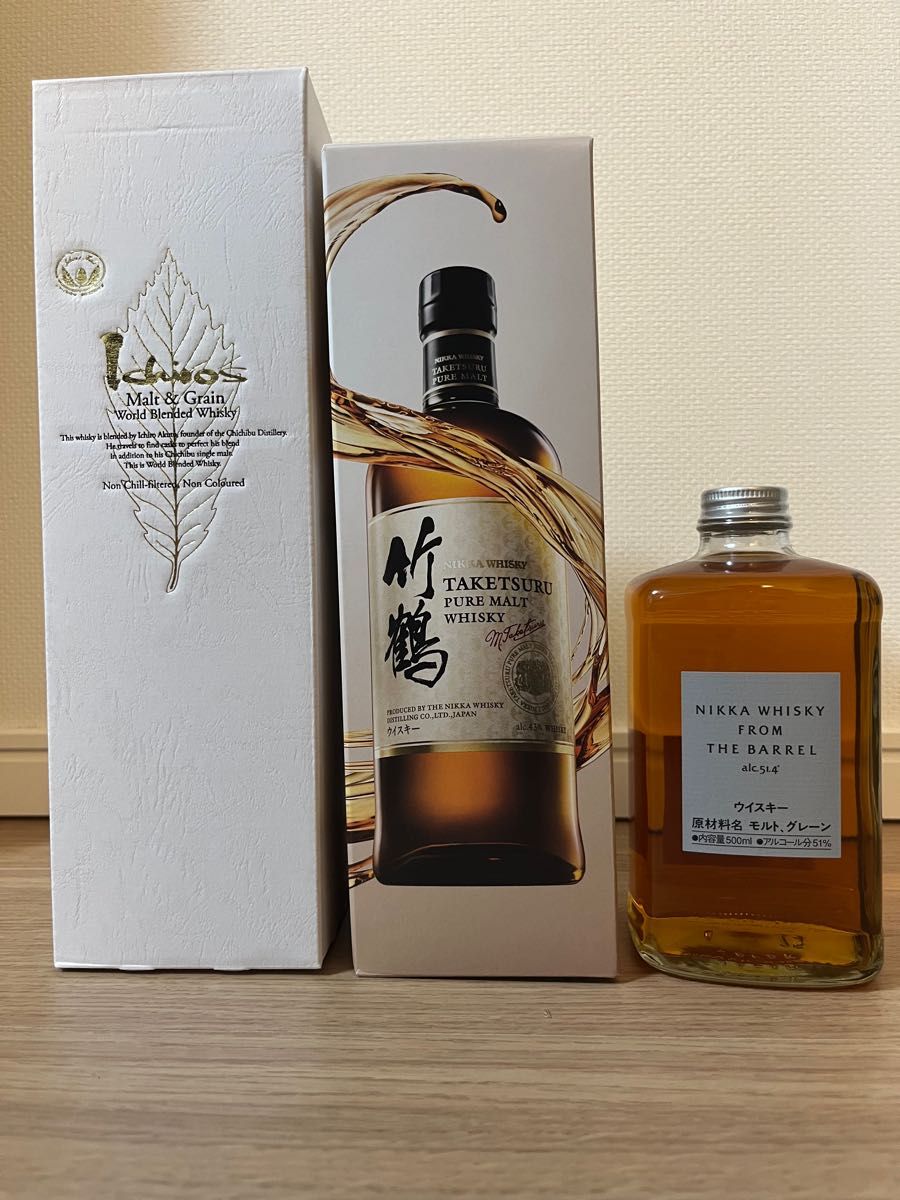 Ichiro's
Malt & Grain
World Blended Whisky
This whisky is blended by Ichiro Akuto, founder of the Chichibu Distillery.
He travels to find casks to perfect his blend
in addition to his Chichibu single malt.
This is World Blended Whisky.
Non Chill-filtered, Non Coloured
NIKKA WHISKY
TAKETSURU
PURE MALT
竹鶴
NIKKA WHISKY
TAKETSURU
PURE MALT
WHISKY
M.Taketsuru
PRODUCED BY THE NIKKA WHISKY
DISTILLING CO.,LTD.,JAPAN
ウイスキー
alc.43% WHISKY
NIKKA WHISKY
FROM
THE BARREL
alc.51.4°
ウイスキー
原材料名 モルト、グレーン
●内容量500ml ●アルコール分51%